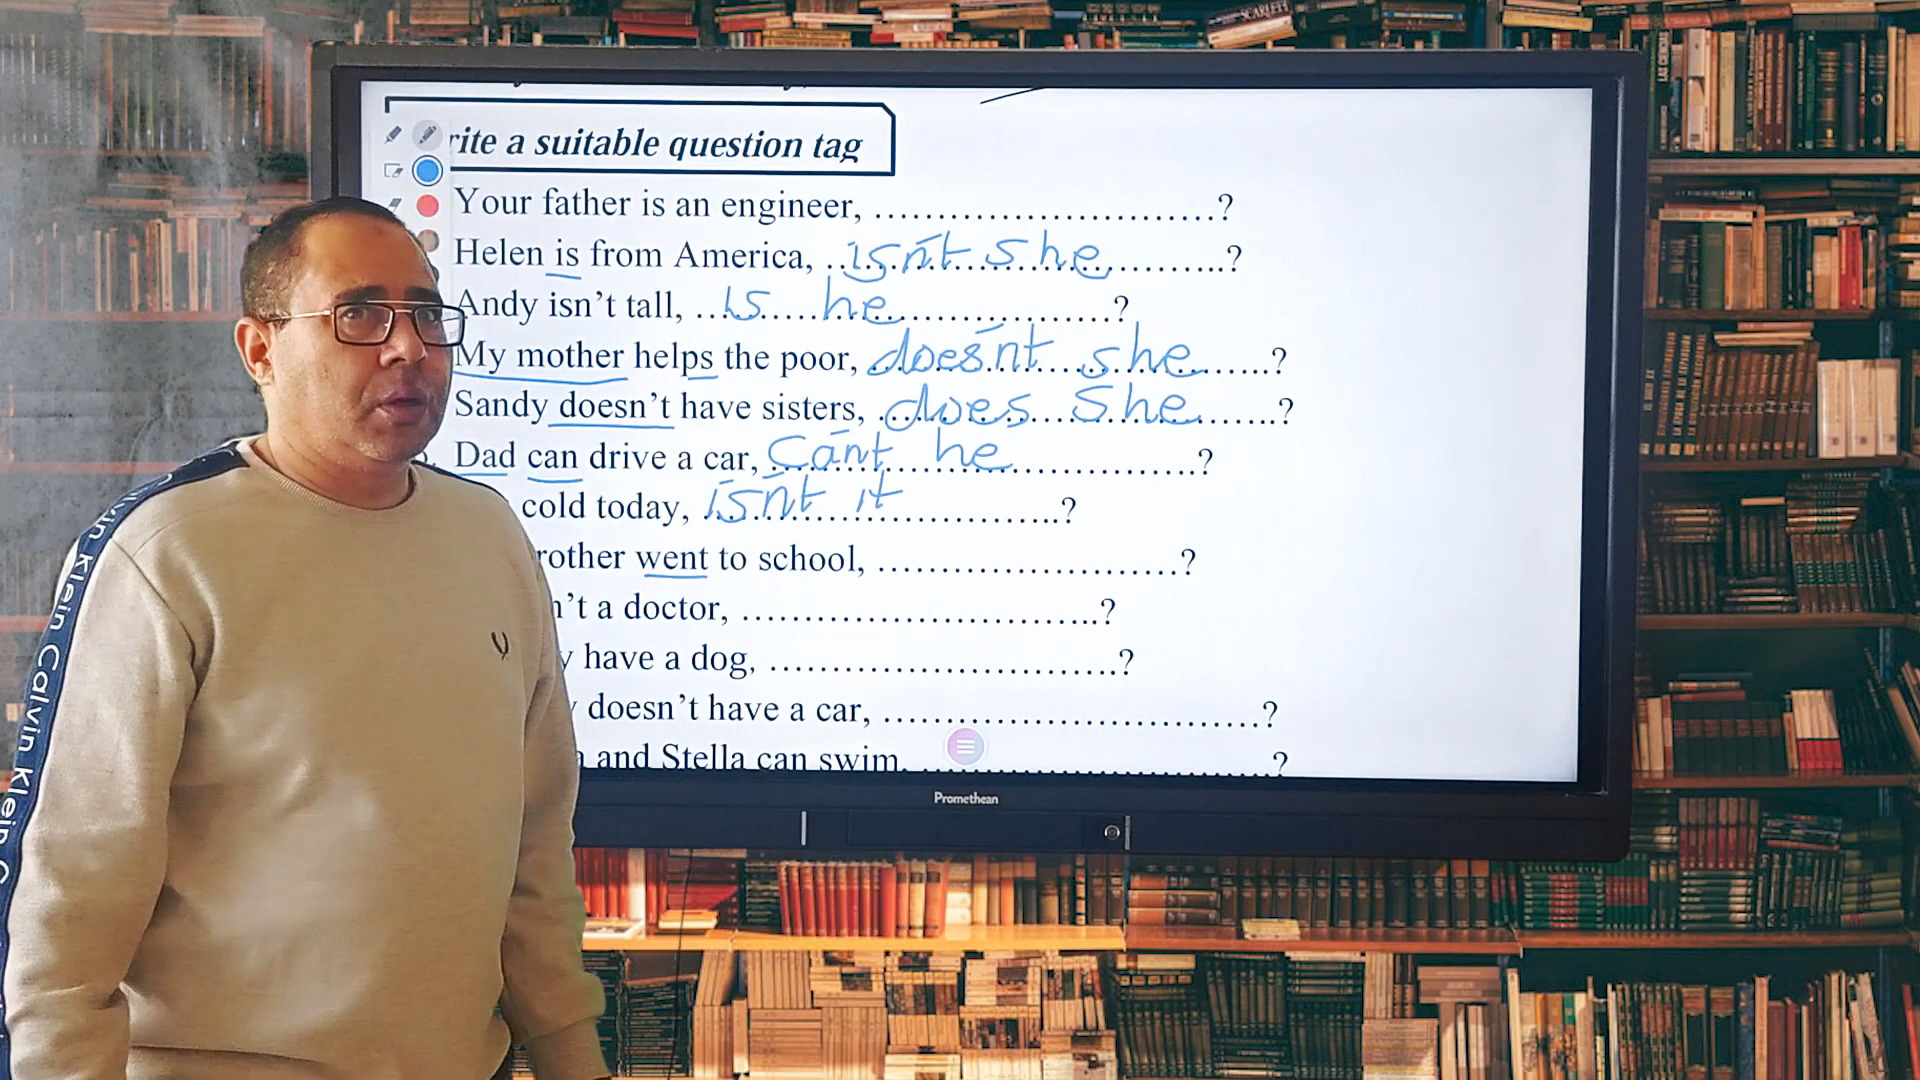 rite a suitable question tag
Your father is an engineer, ..............................?
Helen is from America, isn't she ?
Andy isn't tall, is he ?
My mother helps the poor, doesn't she ?
Sandy doesn't have sisters, does she ?
Dad can drive a car, Can't he ?
cold today, isn't it ?
rother went to school, ..............................?
n't a doctor, ..............................?
y have a dog, ..............................?
y doesn't have a car, ..............................?
a and Stella can swim, ..............................?
Promethean
Calvin Klein Calvin Klein C
SCARLETT